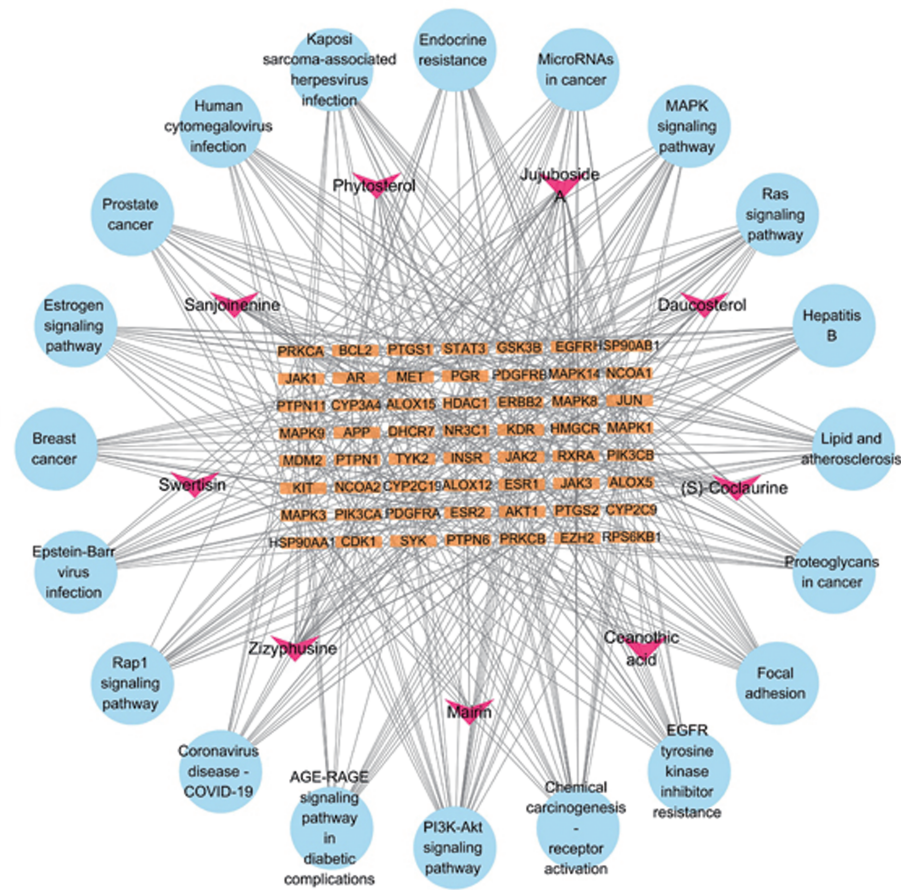 Kaposi
sarcoma-associated
herpesvirus
infection
Endocrine
resistance
MicroRNAs
in cancer
Human
cytomegalovirus
infection
MAPK
signaling
pathway
Phytosterol
Jujuboside
A
Prostate
cancer
Ras
signaling
pathway
Sanjoinenine
Daucosterol
Estrogen
signaling
pathway
Hepatitis
B
PRKCA BCL2 PTGS1 STAT3 GSK3B EGFR HSP90AB1
JAK1 AR MET PGR PDGFRB MAPK14 NCOA1
PTPN11 CYP3A4 ALOX15 HDAC1 ERBB2 MAPK8 JUN
MAPK9 APP DHCR7 NR3C1 KDR HMGCR MAPK1
MDM2 PTPN1 TYK2 INSR JAK2 RXRA PIK3CB
KIT NCOA2 CYP2C19 ALOX12 ESR1 JAK3 ALOX5
MAPK3 PIK3CA PDGFRA ESR2 AKT1 PTGS2 CYP2C9
HSP90AA1 CDK1 SYK PTPN6 PRKCB EZH2 RPS6KB1
Breast
cancer
Lipid and
atherosclerosis
Swertisin
(S)-Coclaurine
Epstein-Barr
virus
infection
Proteoglycans
in cancer
Zizyphusine
Ceanothic
acid
Rap1
signaling
pathway
Focal
adhesion
Mairm
Coronavirus
disease -
COVID-19
EGFR
tyrosine
kinase
inhibitor
resistance
AGE-RAGE
signaling
pathway
in
diabetic
complications
PI3K-Akt
signaling
pathway
Chemical
carcinogenesis
-
receptor
activation